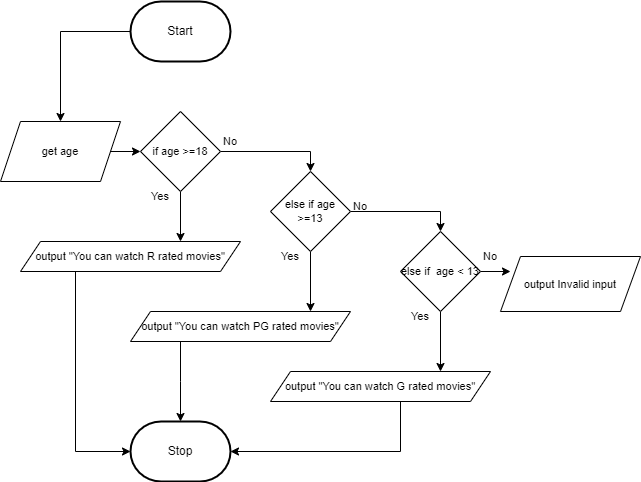 Start
get age
if age >=18
No
Yes
else if age
>=13
No
Yes
output "You can watch R rated movies"
else if  age < 13
No
Yes
output Invalid input
output "You can watch PG rated movies"
output "You can watch G rated movies"
Stop